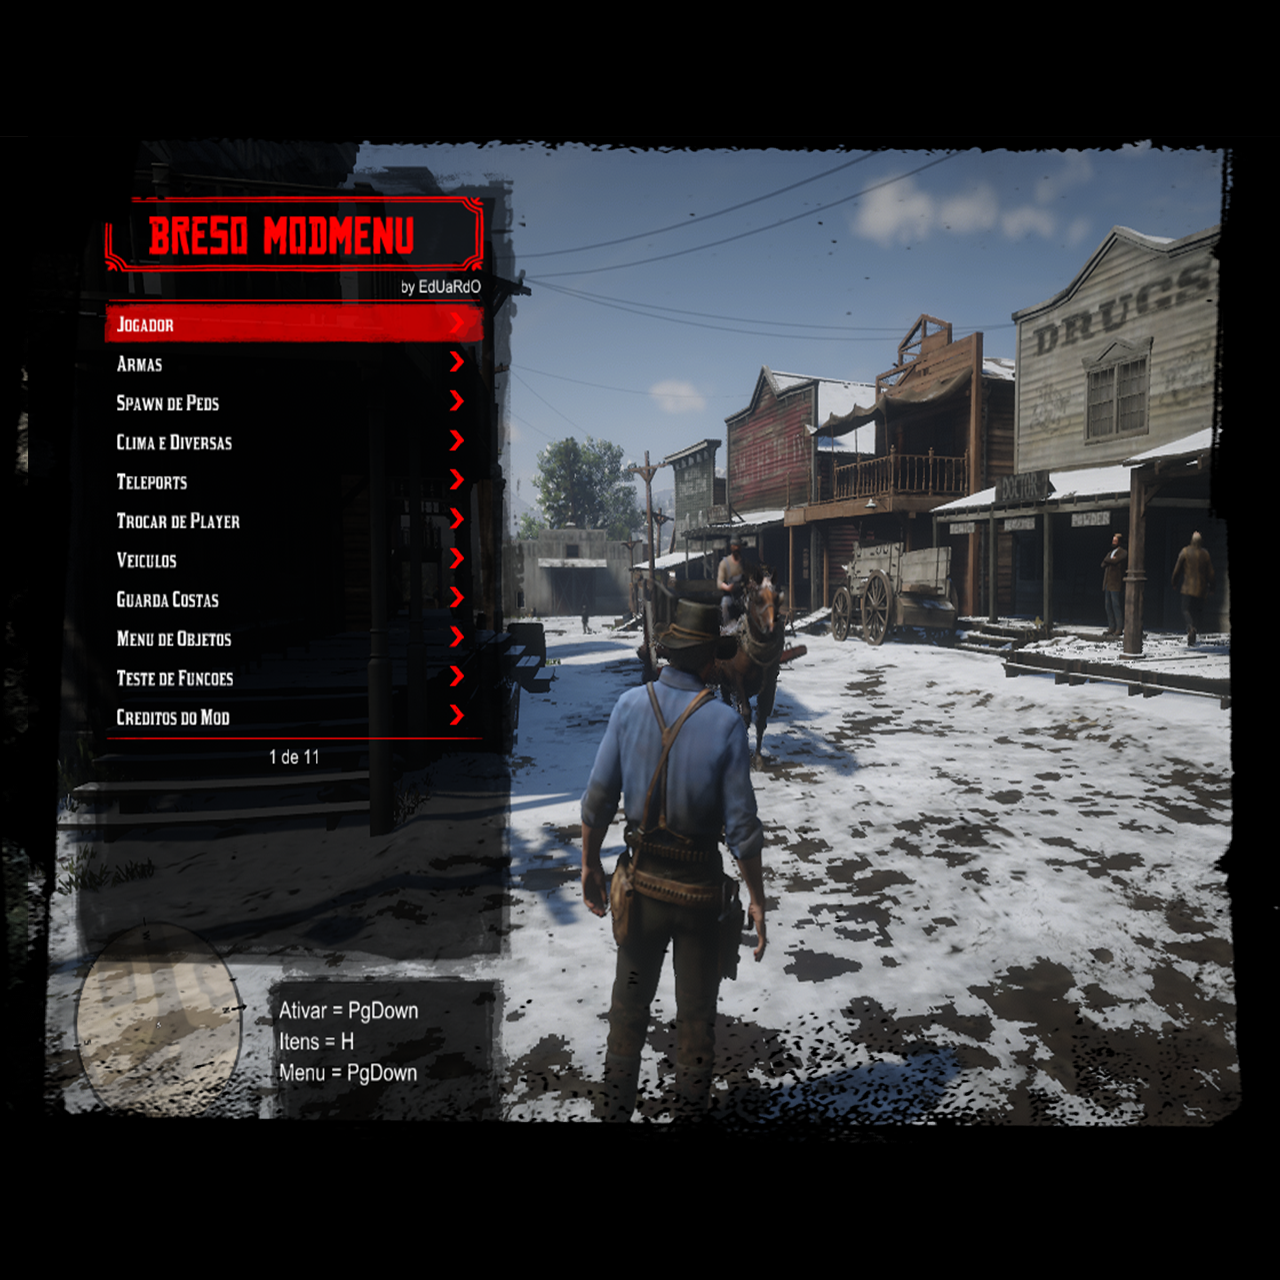 BRESO MODMENU
by EdUaRdO
JOGADOR
ARMAS
SPAWN DE PEDS
CLIMA E DIVERSAS
TELEPORTS
TROCAR DE PLAYER
VEICULOS
GUARDA COSTAS
MENU DE OBJETOS
TESTE DE FUNCOES
CREDITOS DO MOD
1 de 11
Ativar = PgDown
Itens = H
Menu = PgDown
DRUGS
DOCTOR